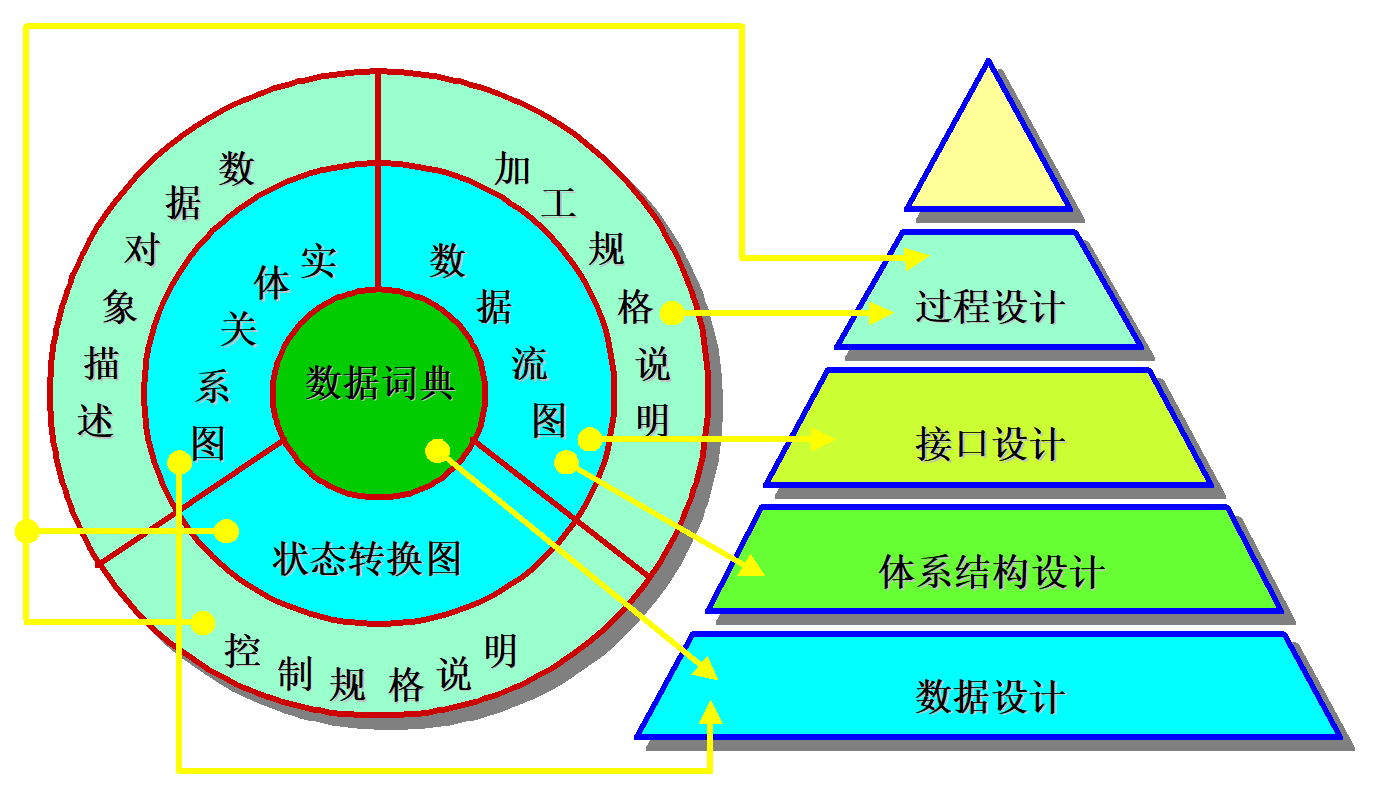 数据对象描述
实体关系图
数据流图
加工规格说明
数据词典
状态转换图
控制规格说明
过程设计
接口设计
体系结构设计
数据设计